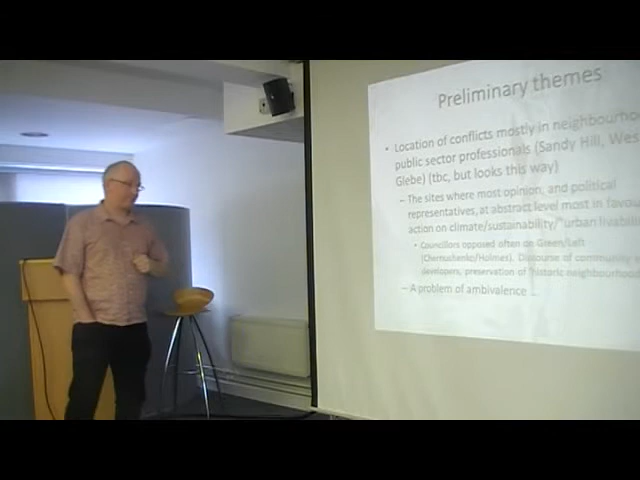 Preliminary themes
• Location of conflicts mostly in neighbourhoo
public sector professionals (Sandy Hill, Wes
Glebe) (tbc, but looks this way)
– The sites where most opinion, and political
representatives, at abstract level most in favou
action on climate/sustainability/"urban livabili
• Councillors opposed often on Green/Left
(Chernushenko/Holmes). Discourse of community
developers, preservation of "historic neighbourhoo
– A problem of ambivalence ...